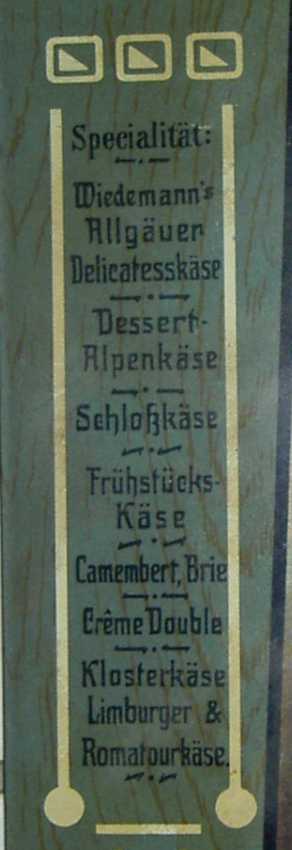 Specialität:
Wiedemann's
Allgäuer
Delicatesskäse
Dessert-
Alpenkäse
Schloßkäse
Frühstücks-
Käse
Camembert, Brie
Crême Double
Klosterkäse
Limburger &
Romatourkäse.